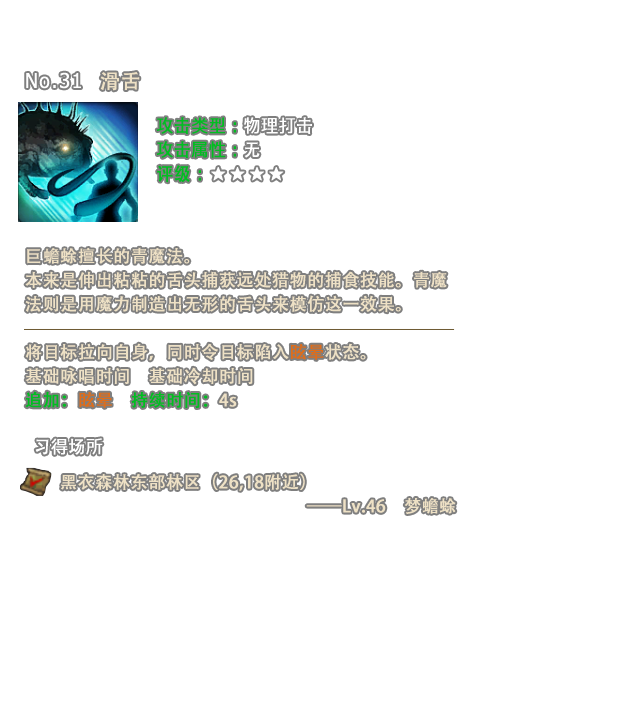 No.31 滑舌
攻击类型：物理打击
攻击属性：无
评级：★★★★
巨蟾蜍擅长的青魔法。
本来是伸出粘粘的舌头捕获远处猎物的捕食技能。青魔
法则是用魔力制造出无形的舌头来模仿这一效果。
将目标拉向自身，同时令目标陷入眩晕状态。
基础咏唱时间 基础冷却时间
追加：眩晕 持续时间：4s
习得场所
黑衣森林东部林区（26,18附近）
——Lv.46 梦蟾蜍